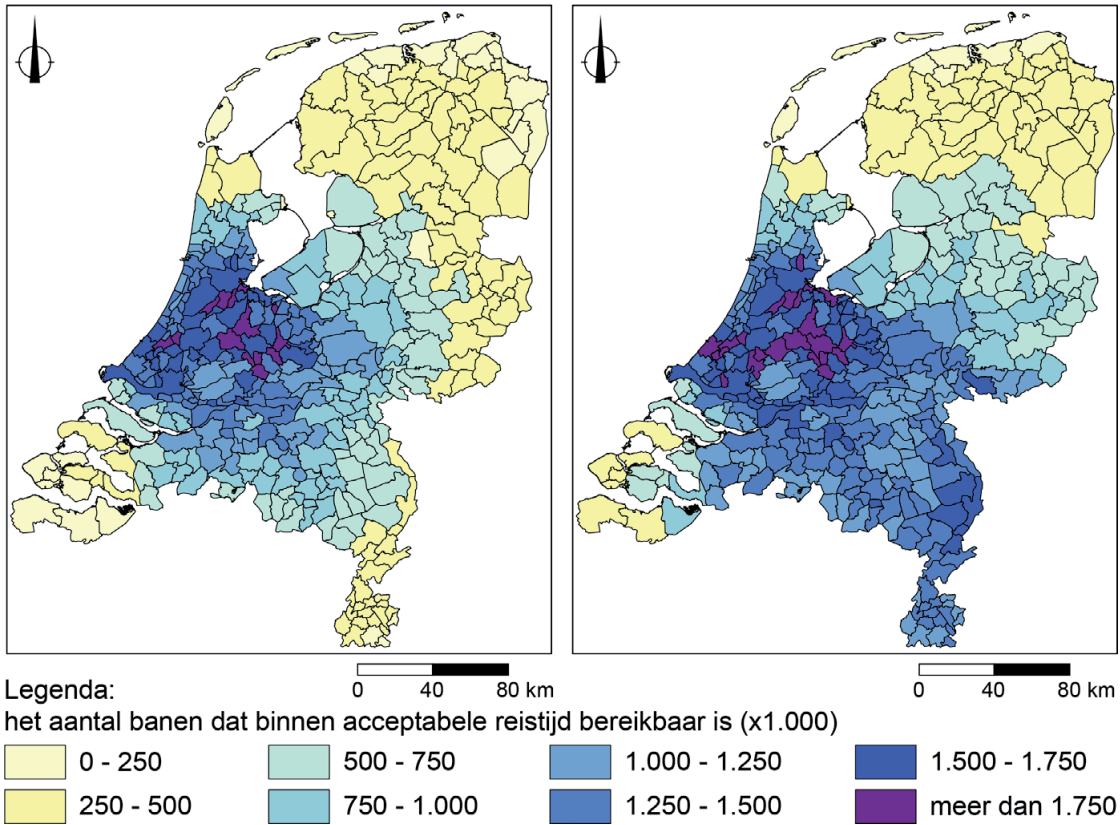 0 40 80 km
0 40 80 km
Legenda:
het aantal banen dat binnen acceptabele reistijd bereikbaar is (x1.000)
0 - 250
500 - 750
1.000 - 1.250
1.500 - 1.750
250 - 500
750 - 1.000
1.250 - 1.500
meer dan 1.750